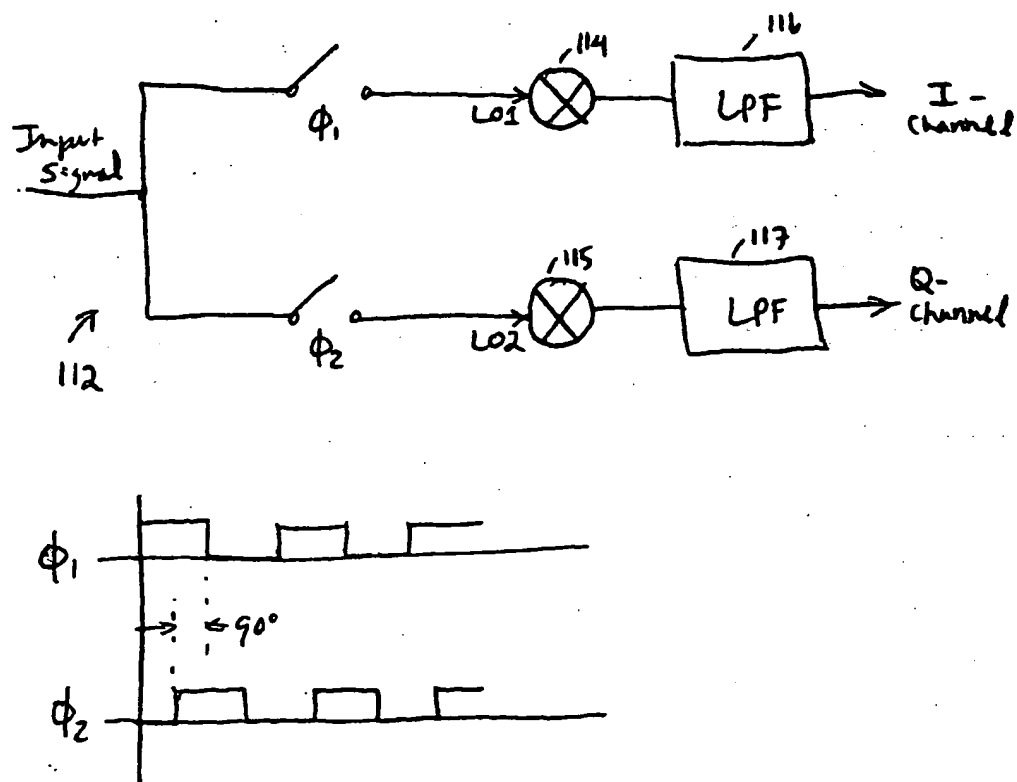 114
116
Input
Signal
Φ₁
LO1
LPF
I-
Channel
115
117
112
Φ₂
LO2
LPF
Q-
Channel
Φ₁
90°
Φ₂